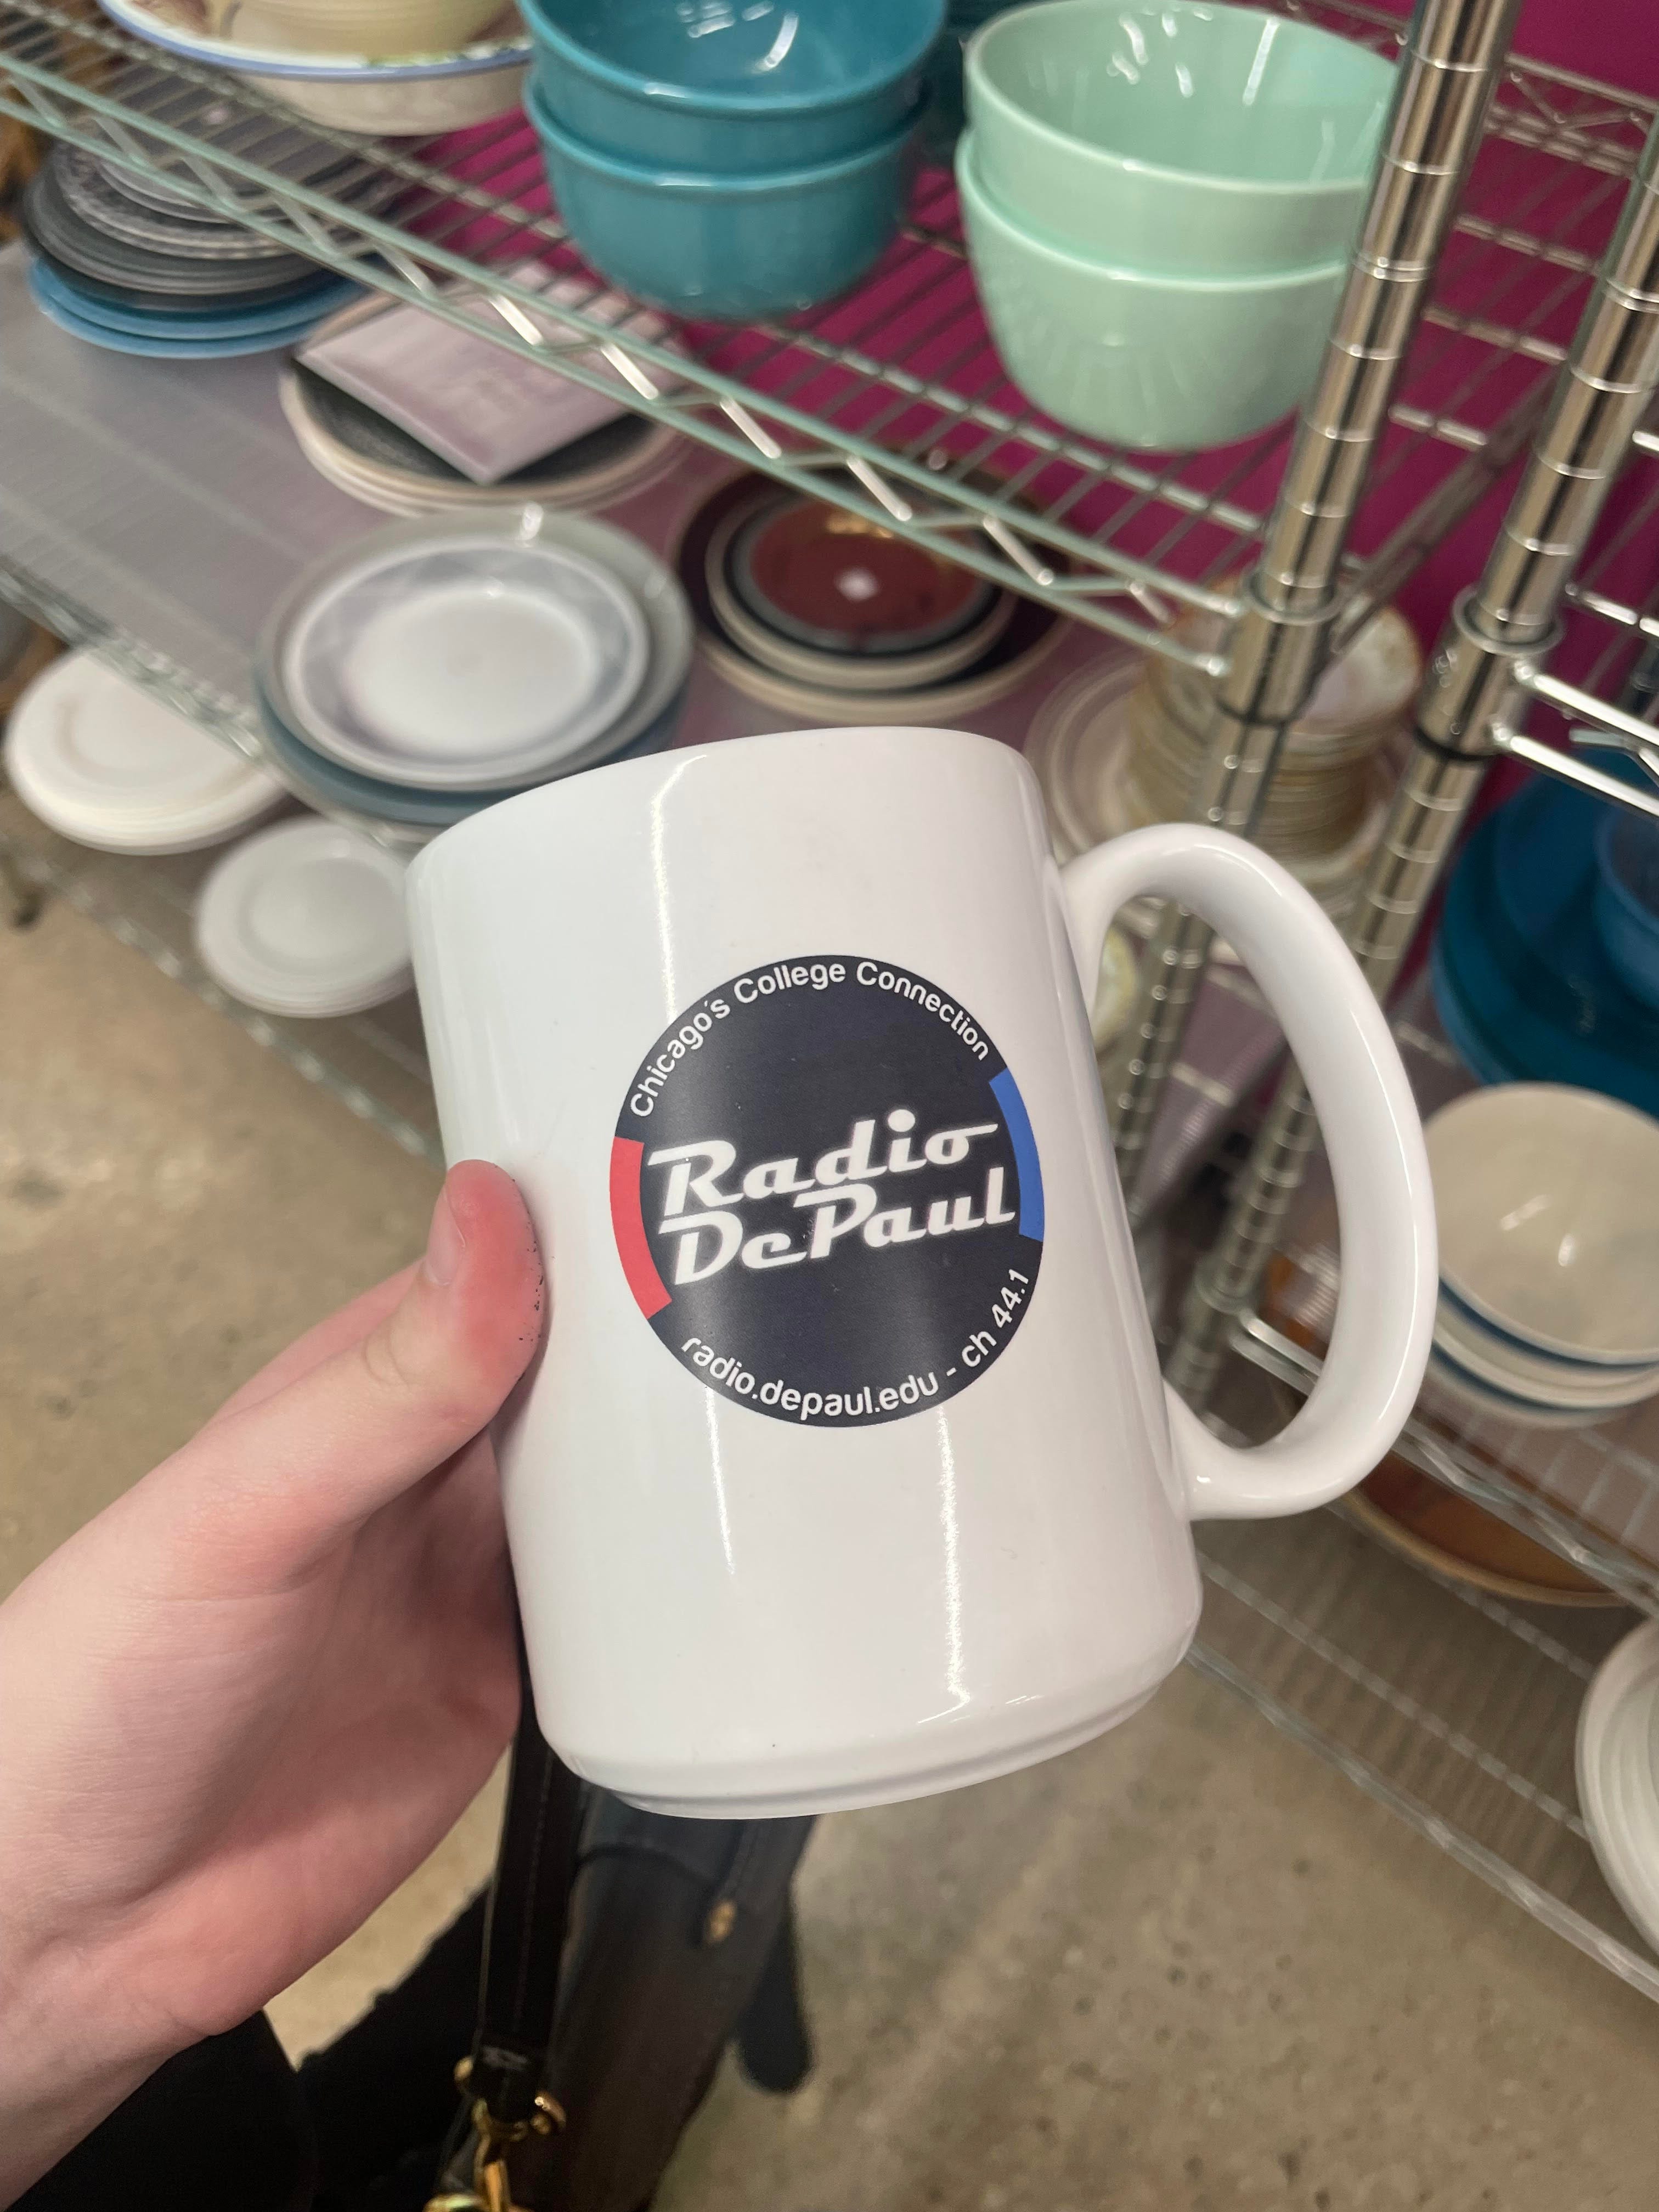 Chicago's College Connection
Radio
DePaul
radio.depaul.edu - ch 44.1